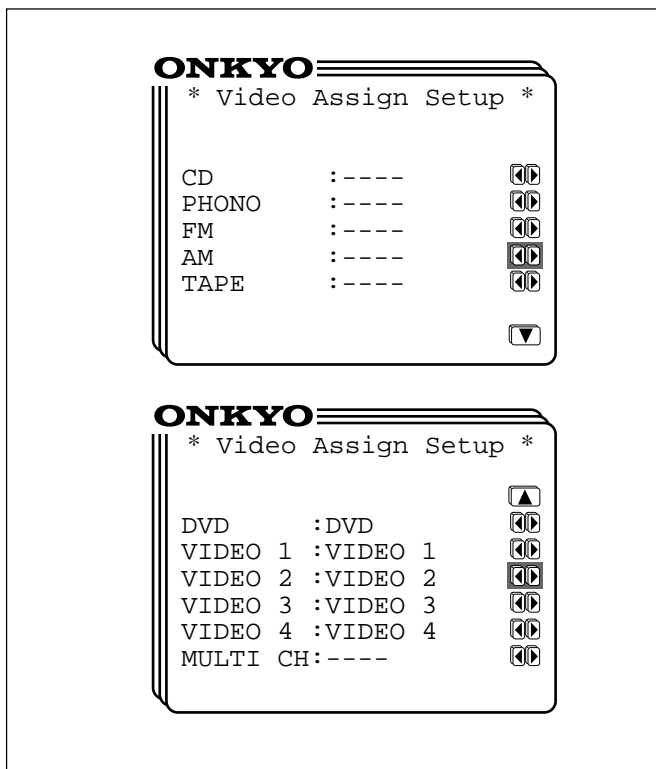 ONKYO
* Video Assign Setup *
CD :----
PHONO :----
FM :----
AM :----
TAPE :----
ONKYO
* Video Assign Setup *
DVD :DVD
VIDEO 1 :VIDEO 1
VIDEO 2 :VIDEO 2
VIDEO 3 :VIDEO 3
VIDEO 4 :VIDEO 4
MULTI CH:----